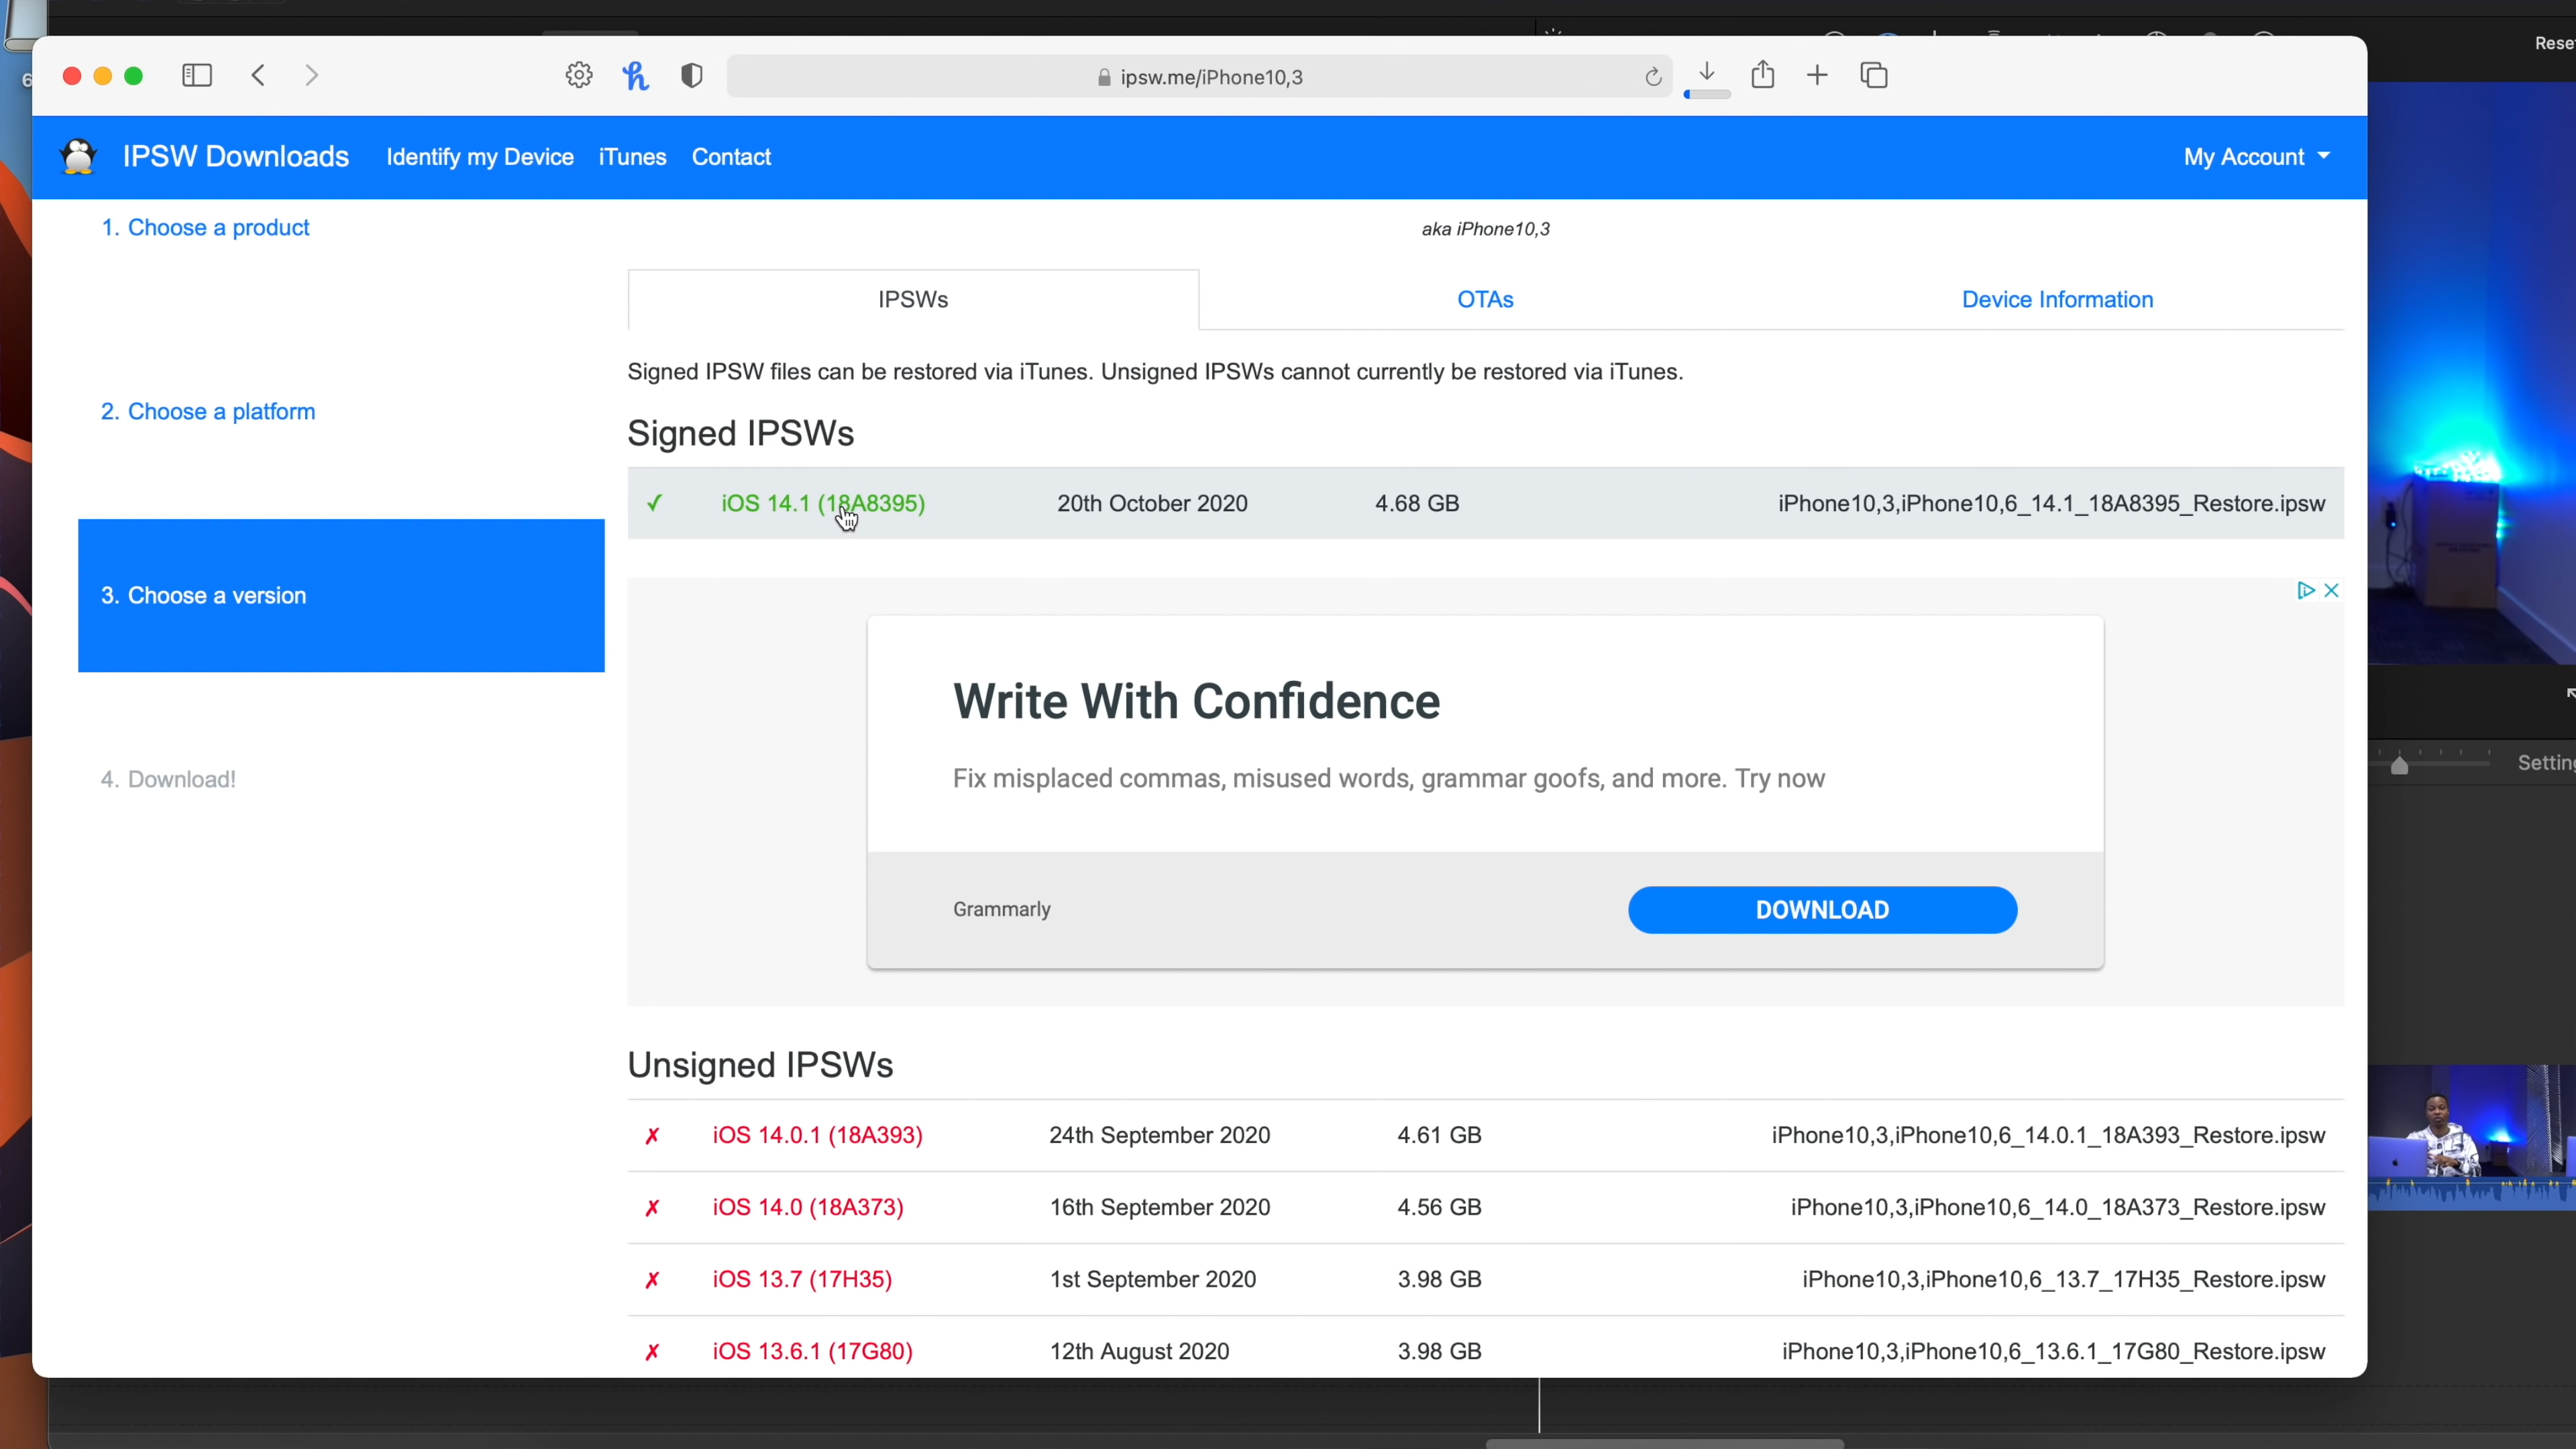 Rese
6
ipsw.me/iPhone10,3
IPSW Downloads Identify my Device iTunes Contact My Account
1. Choose a product
aka iPhone10,3
IPSWs OTAs Device Information
Signed IPSW files can be restored via iTunes. Unsigned IPSWs cannot currently be restored via iTunes.
2. Choose a platform
Signed IPSWs
✓ iOS 14.1 (18A8395) 20th October 2020 4.68 GB iPhone10,3,iPhone10,6_14.1_18A8395_Restore.ipsw
3. Choose a version
Write With Confidence
Fix misplaced commas, misused words, grammar goofs, and more. Try now
Settin
4. Download!
Grammarly DOWNLOAD
Unsigned IPSWs
✗ iOS 14.0.1 (18A393) 24th September 2020 4.61 GB iPhone10,3,iPhone10,6_14.0.1_18A393_Restore.ipsw
✗ iOS 14.0 (18A373) 16th September 2020 4.56 GB iPhone10,3,iPhone10,6_14.0_18A373_Restore.ipsw
✗ iOS 13.7 (17H35) 1st September 2020 3.98 GB iPhone10,3,iPhone10,6_13.7_17H35_Restore.ipsw
✗ iOS 13.6.1 (17G80) 12th August 2020 3.98 GB iPhone10,3,iPhone10,6_13.6.1_17G80_Restore.ipsw